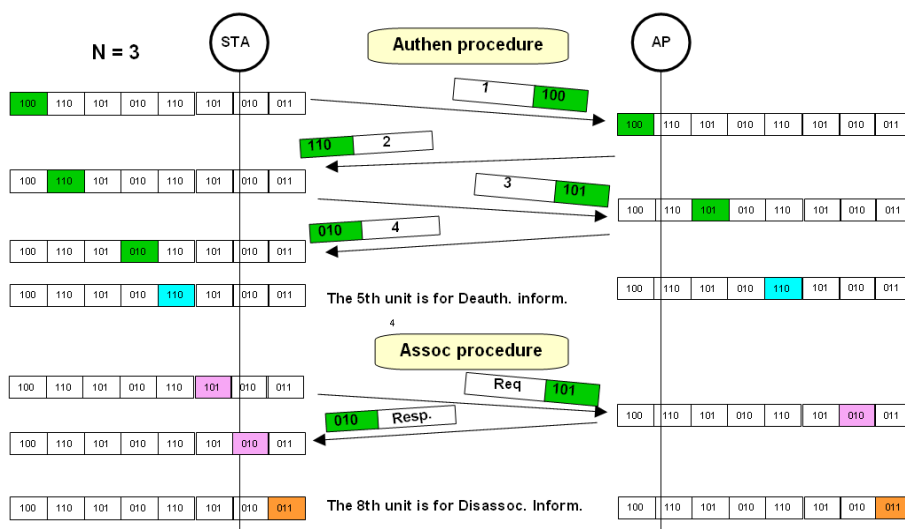 STA
AP
N = 3
Authen procedure
1 100
100 110 101 010 110 101 010 011
100 110 101 010 110 101 010 011
110 2
100 110 101 010 110 101 010 011
3 101
100 110 101 010 110 101 010 011
010 4
100 110 101 010 110 101 010 011
100 110 101 010 110 101 010 011
The 5th unit is for Deauth. inform.
100 110 101 010 110 101 010 011
4
Assoc procedure
100 110 101 010 110 101 010 011
Req 101
010 Resp.
100 110 101 010 110 101 010 011
100 110 101 010 110 101 010 011
100 110 101 010 110 101 010 011
The 8th unit is for Disassoc. Inform.
100 110 101 010 110 101 010 011